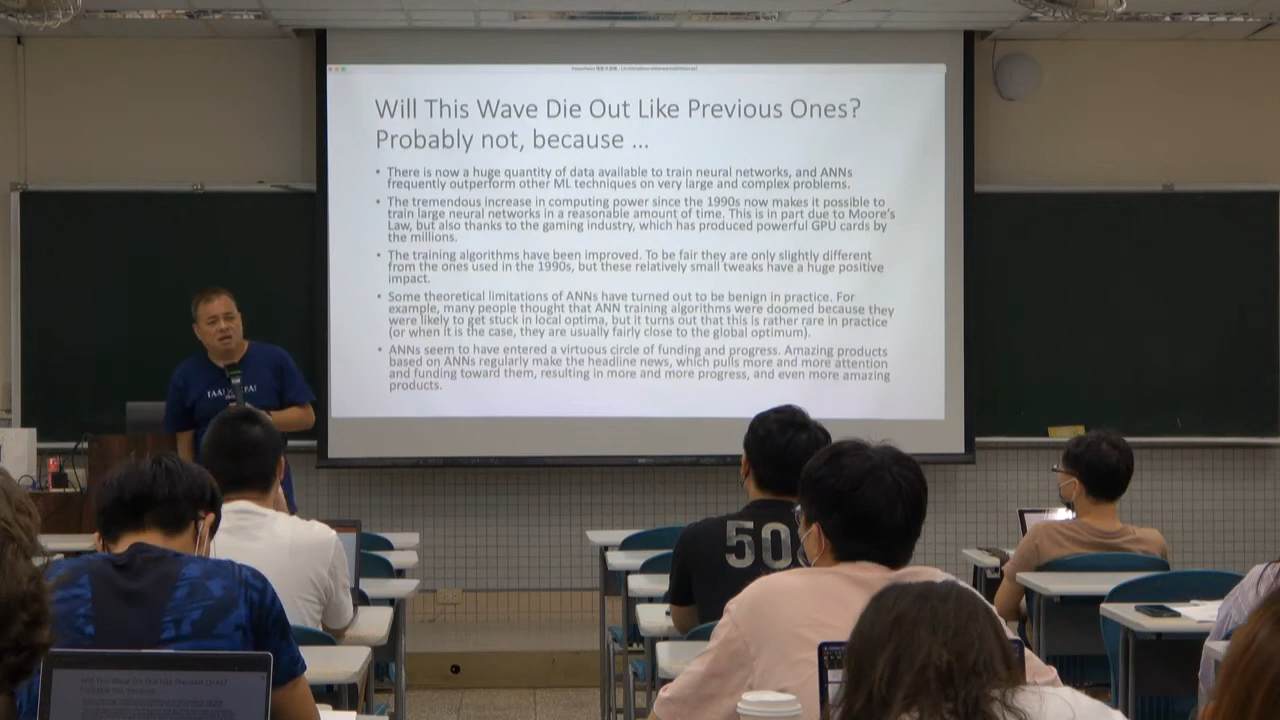 Will This Wave Die Out Like Previous Ones?
Probably not, because ...
• There is now a huge quantity of data available to train neural networks, and ANNs
frequently outperform other ML techniques on very large and complex problems.
• The tremendous increase in computing power since the 1990s now makes it possible to
train large neural networks in a reasonable amount of time. This is in part due to Moore's
Law, but also thanks to the gaming industry, which has produced powerful GPU cards by
the millions.
• The training algorithms have been improved. To be fair they are only slightly different
from the ones used in the 1990s, but these relatively small tweaks have a huge positive
impact.
• Some theoretical limitations of ANNs have turned out to be benign in practice. For
example, many people thought that ANN training algorithms were doomed because they
were likely to get stuck in local optima, but it turns out that this is rather rare in practice
(or when it is the case, they are usually fairly close to the global optimum).
• ANNs seem to have entered a virtuous circle of funding and progress. Amazing products
based on ANNs regularly make the headline news, which pulls more and more attention
and funding toward them, resulting in more and more progress, and even more amazing
products.
50
Will This Wave Die Out Like Previous Ones?
Probably not, because